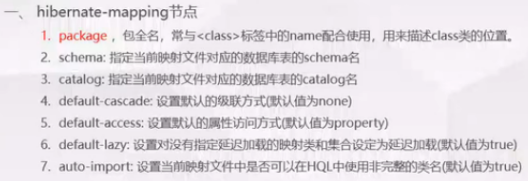 一、 hibernate-mapping节点
1. package ，包全名，常与<class>标签中的name配合使用，用来描述class类的位置。
2. schema: 指定当前映射文件对应的数据库表的schema名
3. catalog: 指定当前映射文件对应的数据库表的catalog名
4. default-cascade: 设置默认的级联方式(默认值为none)
5. default-access: 设置默认的属性访问方式(默认值为property)
6. default-lazy: 设置对没有指定延迟加载的映射类和集合设定为延迟加载(默认值为true)
7. auto-import: 设置当前映射文件中是否可以在HQL中使用非完整的类名(默认值为true)